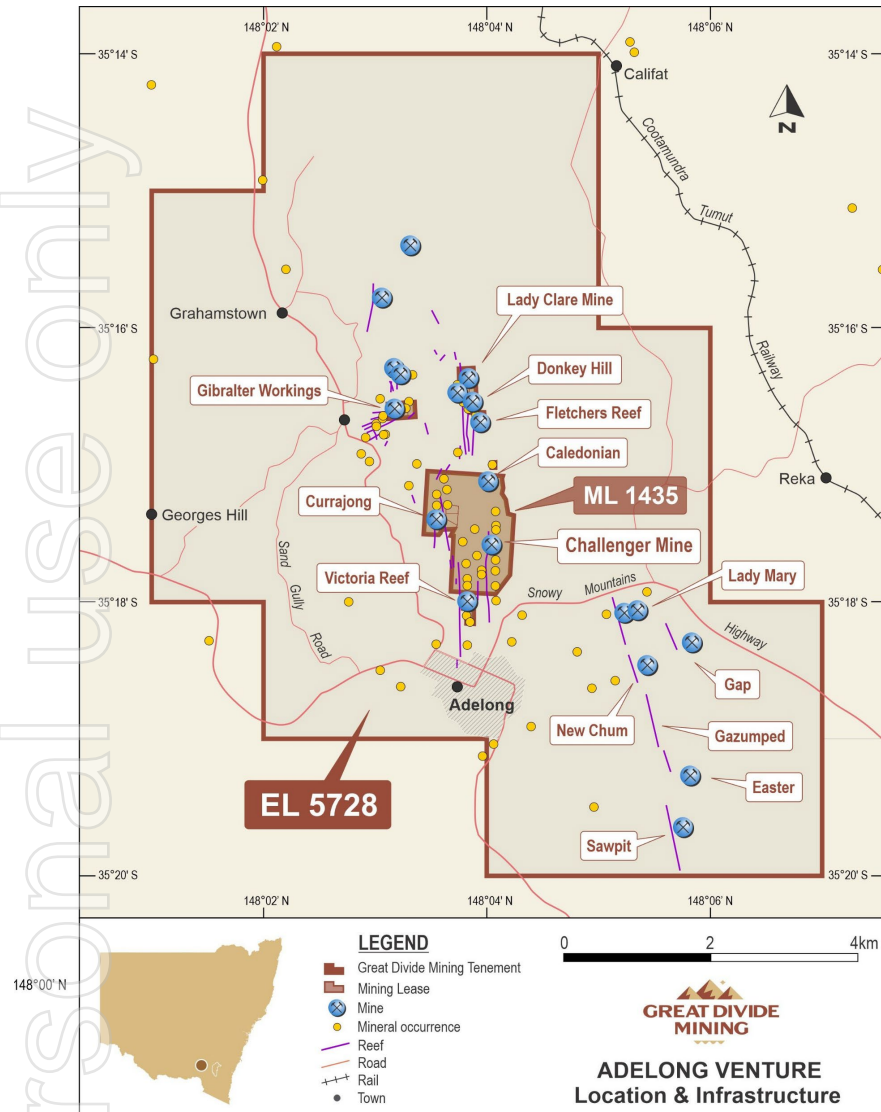 148°02' N
148°04' N
148°06' N
35°14' S
35°14' S
Califat
N
Cootamundra
Tumut
Railway
Lady Clare Mine
Grahamstown
35°16' S
35°16' S
Donkey Hill
Gibralter Workings
Fletchers Reef
Caledonian
Reka
ML 1435
Currajong
Georges Hill
Challenger Mine
Sand
Gully
Road
Victoria Reef
Snowy
Mountains
Highway
Lady Mary
35°18' S
35°18' S
Gap
Adelong
New Chum
Gazumped
EL 5728
Easter
Sawpit
35°20' S
35°20' S
148°02' N
148°04' N
148°06' N
148°00' N
LEGEND
Great Divide Mining Tenement
Mining Lease
Mine
Mineral occurrence
Reef
Road
Rail
Town
0
2
4km
GREAT DIVIDE
MINING
ADELONG VENTURE
Location & Infrastructure
rsonal use only